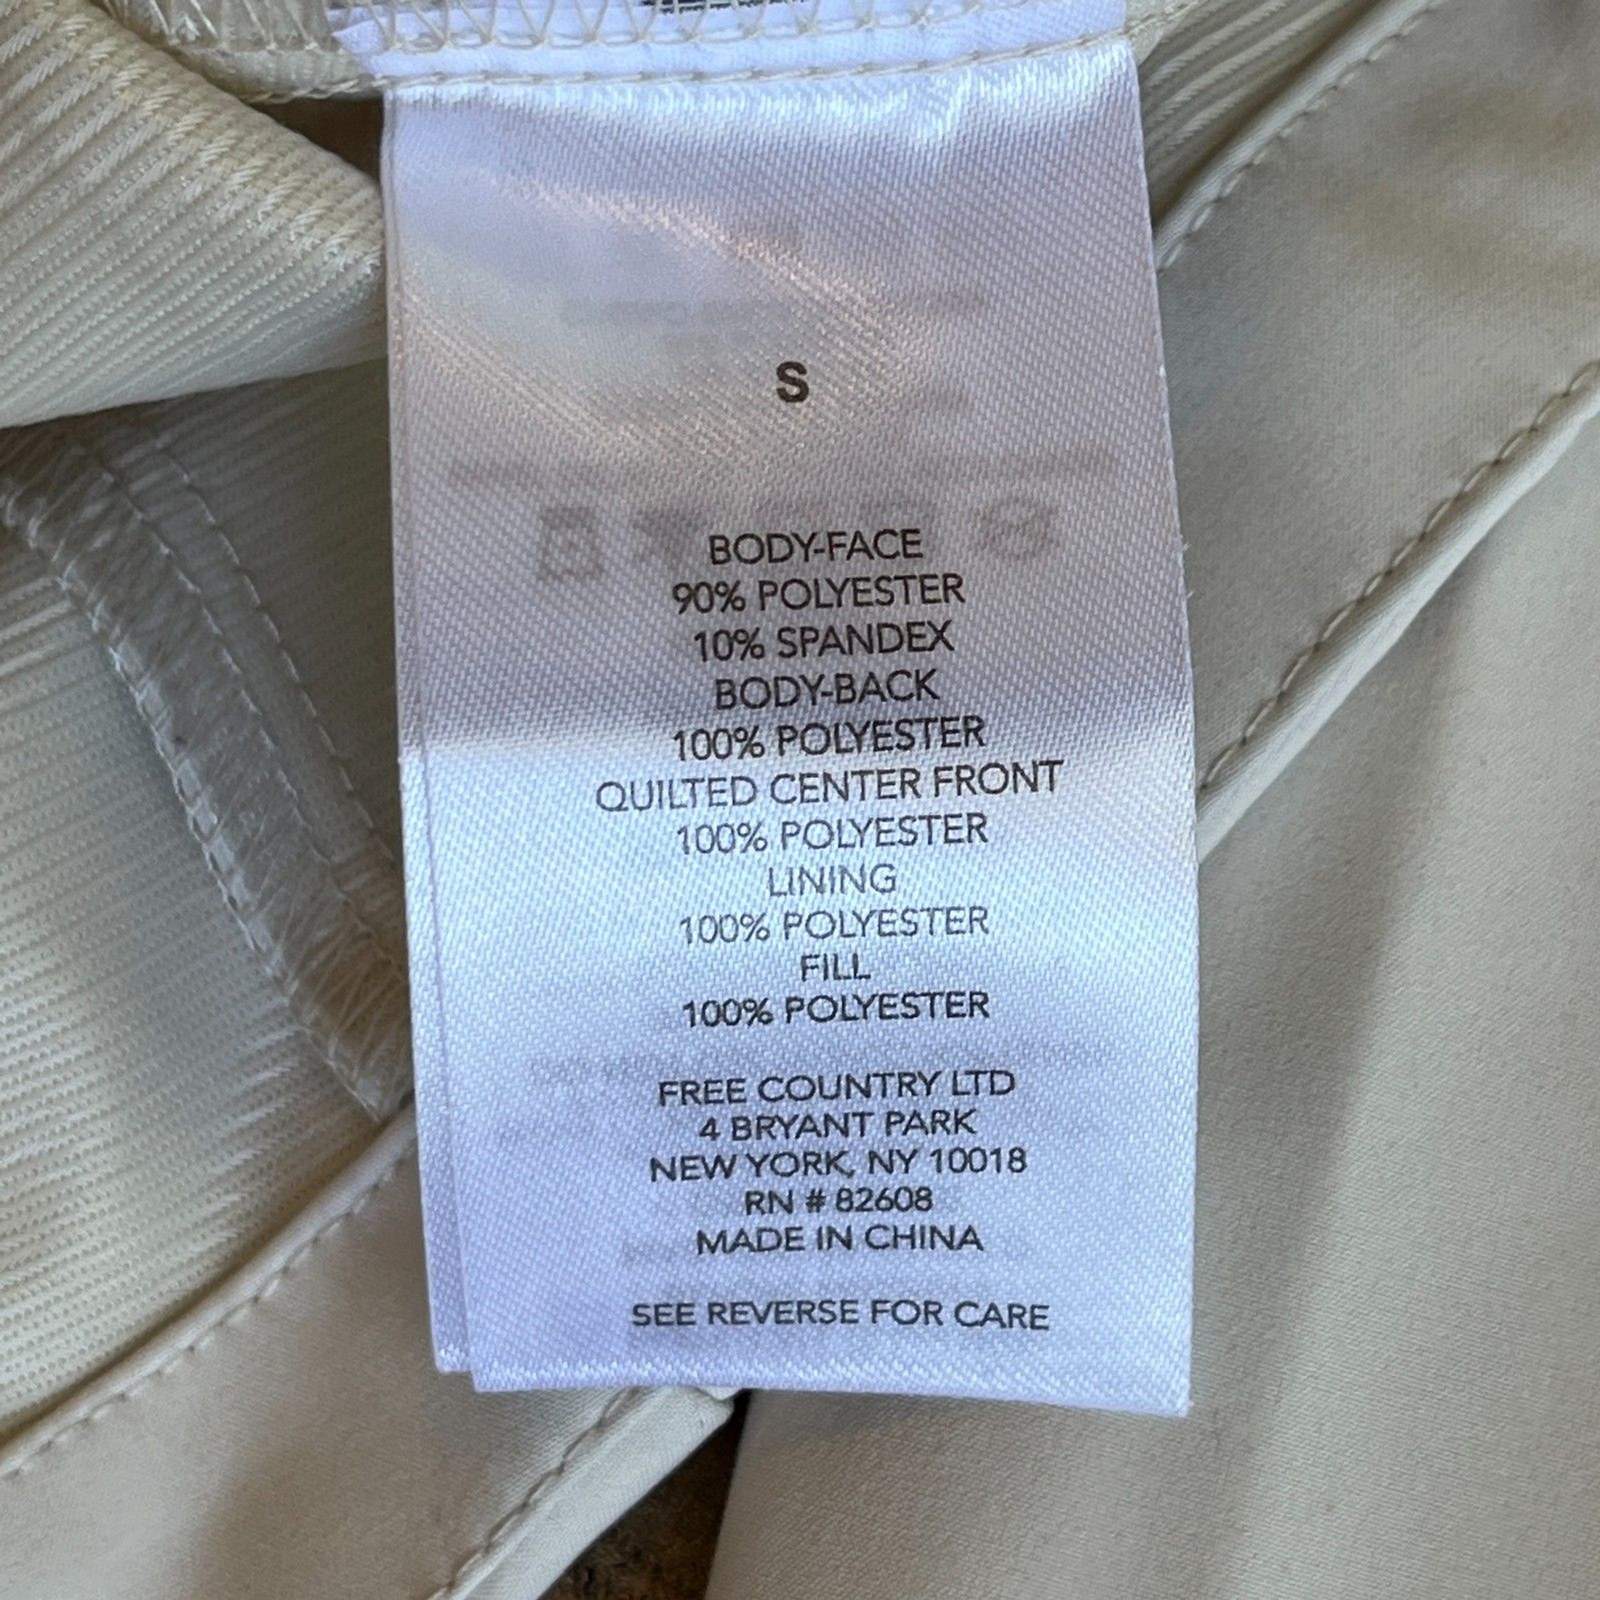 S
BODY-FACE
90% POLYESTER
10% SPANDEX
BODY-BACK
100% POLYESTER
QUILTED CENTER FRONT
100% POLYESTER
LINING
100% POLYESTER
FILL
100% POLYESTER
FREE COUNTRY LTD
4 BRYANT PARK
NEW YORK, NY 10018
RN # 82608
MADE IN CHINA
SEE REVERSE FOR CARE